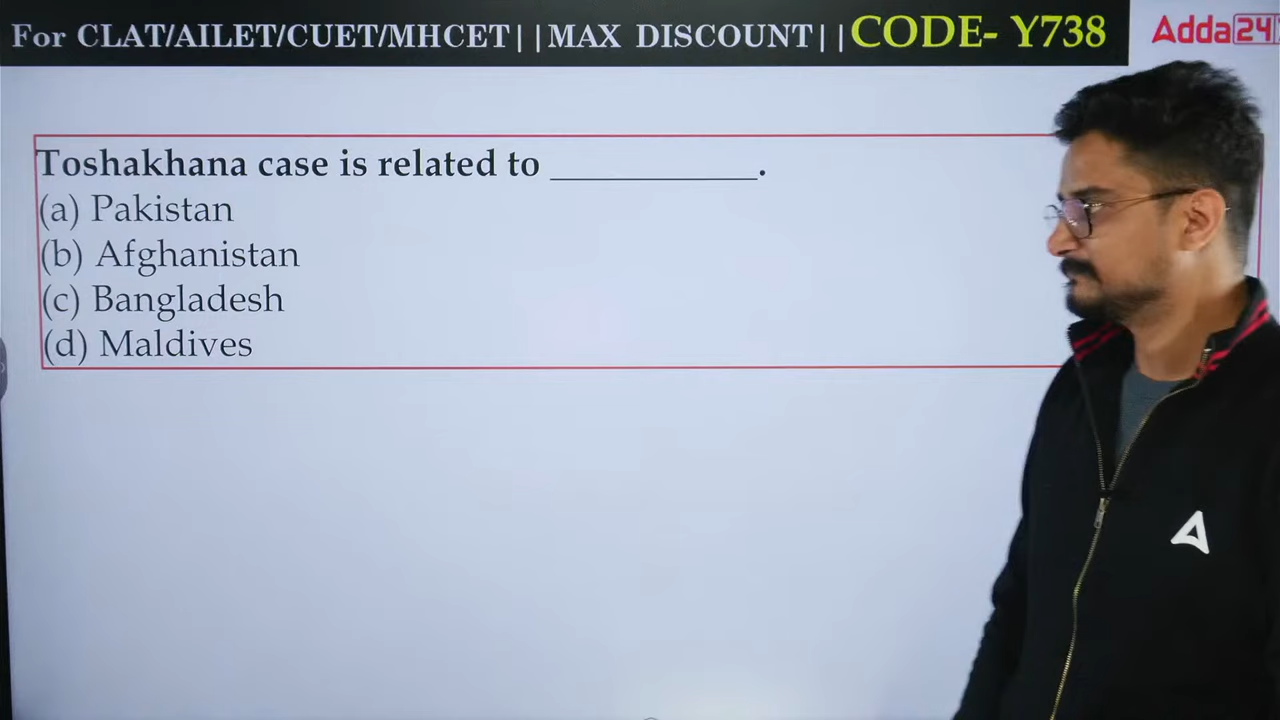 For CLAT/AILET/CUET/MHCET||MAX DISCOUNT||CODE- Y738
Adda24
Toshakhana case is related to ___________.
(a) Pakistan
(b) Afghanistan
(c) Bangladesh
(d) Maldives